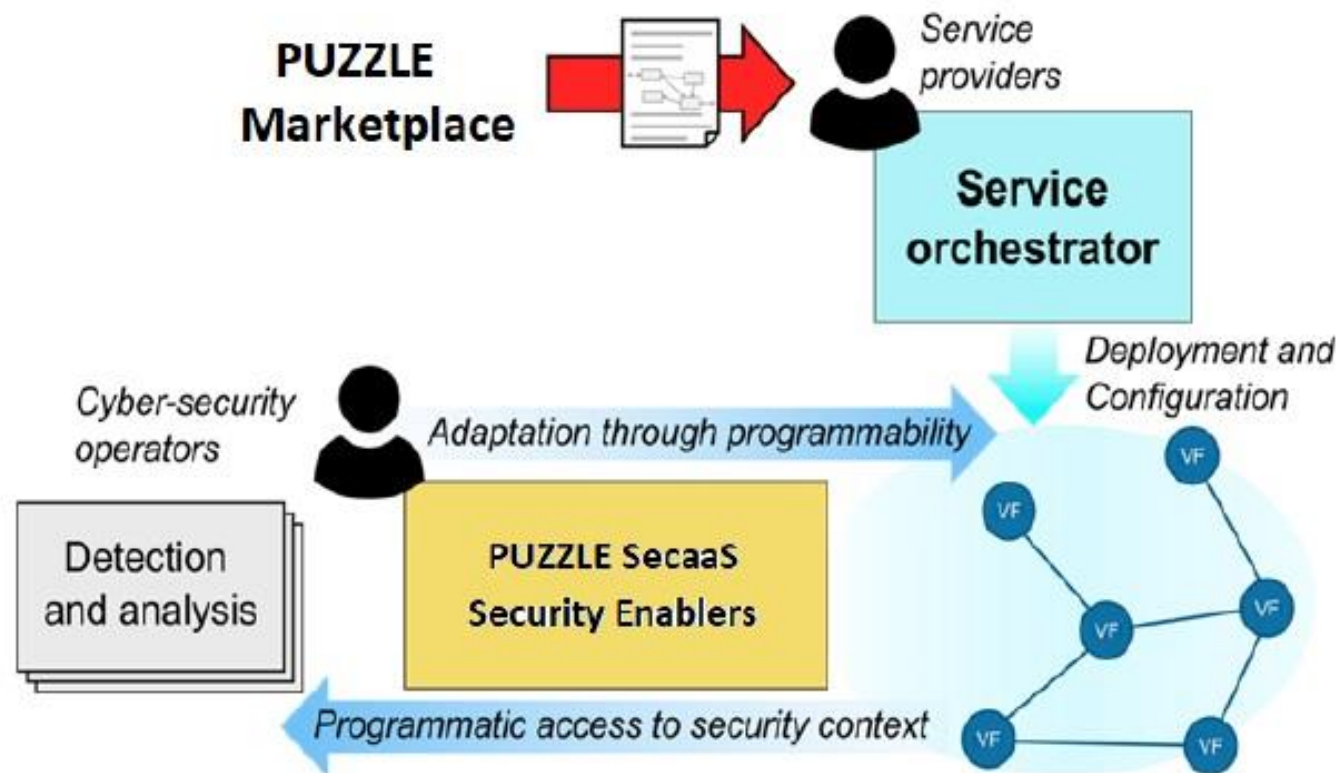 PUZZLE
Marketplace
Service
providers
Service
orchestrator
Deployment and
Configuration
Cyber-security
operators
Adaptation through programmability
Detection
and analysis
PUZZLE SecaaS
Security Enablers
Programmatic access to security context
VF
VF
VF
VF
VF
VF